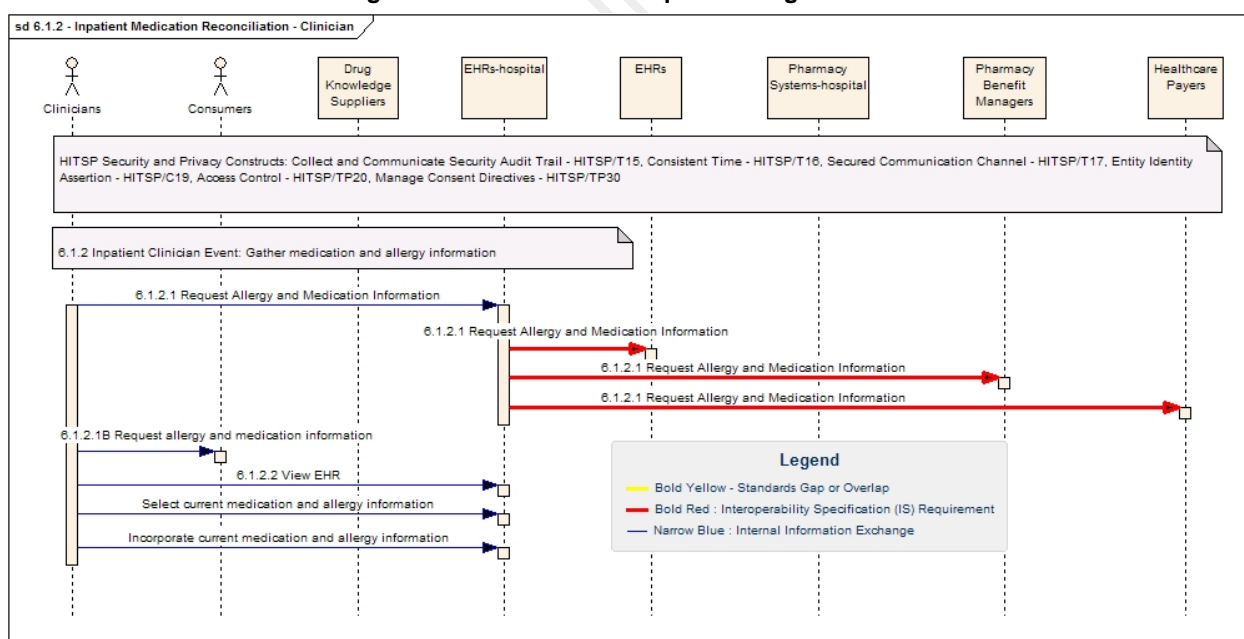 sd 6.1.2 - Inpatient Medication Reconciliation - Clinician
Clinicians
Consumers
Drug
Knowledge
Suppliers
EHRs-hospital
EHRs
Pharmacy
Systems-hospital
Pharmacy
Benefit
Managers
Healthcare
Payers
HITSP Security and Privacy Constructs: Collect and Communicate Security Audit Trail - HITSP/T15, Consistent Time - HITSP/T16, Secured Communication Channel - HITSP/T17, Entity Identity
Assertion - HITSP/C19, Access Control - HITSP/TP20, Manage Consent Directives - HITSP/TP30
6.1.2 Inpatient Clinician Event: Gather medication and allergy information
6.1.2.1 Request Allergy and Medication Information
6.1.2.1 Request Allergy and Medication Information
6.1.2.1 Request Allergy and Medication Information
6.1.2.1 Request Allergy and Medication Information
6.1.2.1B Request allergy and medication information
6.1.2.2 View EHR
Select current medication and allergy information
Incorporate current medication and allergy information
Legend
Bold Yellow - Standards Gap or Overlap
Bold Red : Interoperability Specification (IS) Requirement
Narrow Blue : Internal Information Exchange